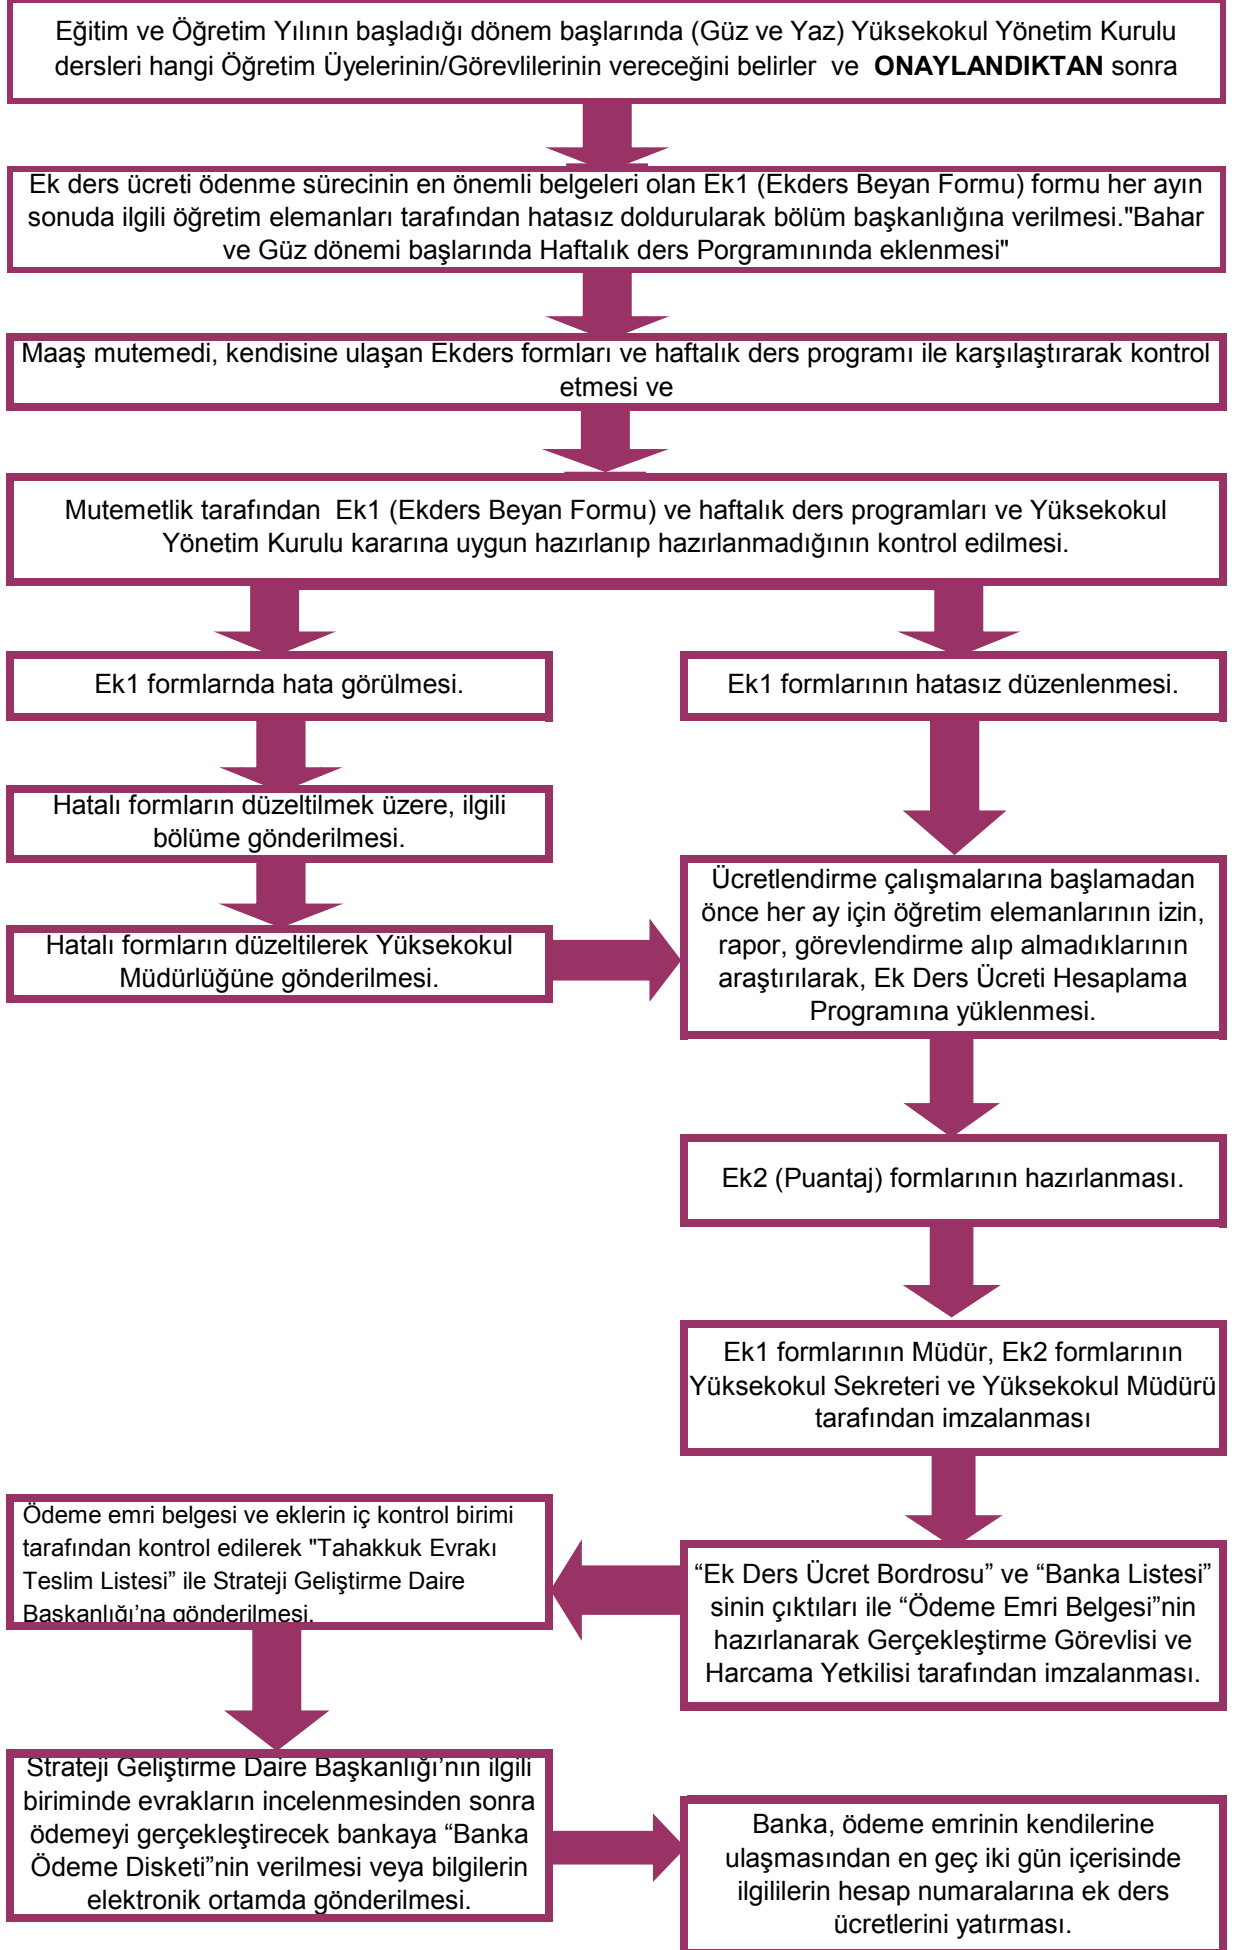 Eğitim ve Öğretim Yılının başladığı dönem başlarında (Güz ve Yaz) Yüksekokul Yönetim Kurulu
dersleri hangi Öğretim Üyelerinin/Görevlilerinin vereceğini belirler ve ONAYLANDIKTAN sonra
Ek ders ücreti ödenme sürecinin en önemli belgeleri olan Ek1 (Ekders Beyan Formu) formu her ayın
sonuda ilgili öğretim elemanları tarafından hatasız doldurularak bölüm başkanlığına verilmesi."Bahar
ve Güz dönemi başlarında Haftalık ders Porgramınında eklenmesi"
Maaş mutemedi, kendisine ulaşan Ekders formları ve haftalık ders programı ile karşılaştırarak kontrol
etmesi ve
Mutemetlik tarafından Ek1 (Ekders Beyan Formu) ve haftalık ders programları ve Yüksekokul
Yönetim Kurulu kararına uygun hazırlanıp hazırlanmadığının kontrol edilmesi.
Ek1 formlarnda hata görülmesi.
Ek1 formlarının hatasız düzenlenmesi.
Hatalı formların düzeltilmek üzere, ilgili
bölüme gönderilmesi.
Hatalı formların düzeltilerek Yüksekokul
Müdürlüğüne gönderilmesi.
Ücretlendirme çalışmalarına başlamadan
önce her ay için öğretim elemanlarının izin,
rapor, görevlendirme alıp almadıklarının
araştırılarak, Ek Ders Ücreti Hesaplama
Programına yüklenmesi.
Ek2 (Puantaj) formlarının hazırlanması.
Ek1 formlarının Müdür, Ek2 formlarının
Yüksekokul Sekreteri ve Yüksekokul Müdürü
tarafından imzalanması
Ödeme emri belgesi ve eklerin iç kontrol birimi
tarafından kontrol edilerek "Tahakkuk Evrakı
Teslim Listesi” ile Strateji Geliştirme Daire
Başkanlığı’na gönderilmesi.
“Ek Ders Ücret Bordrosu” ve “Banka Listesi”
sinin çıktıları ile “Ödeme Emri Belgesi”nin
hazırlanarak Gerçekleştirme Görevlisi ve
Harcama Yetkilisi tarafından imzalanması.
Strateji Geliştirme Daire Başkanlığı’nın ilgili
biriminde evrakların incelenmesinden sonra
ödemeyi gerçekleştirecek bankaya “Banka
Ödeme Disketi”nin verilmesi veya bilgilerin
elektronik ortamda gönderilmesi.
Banka, ödeme emrinin kendilerine
ulaşmasından en geç iki gün içerisinde
ilgililerin hesap numaralarına ek ders
ücretlerini yatırması.